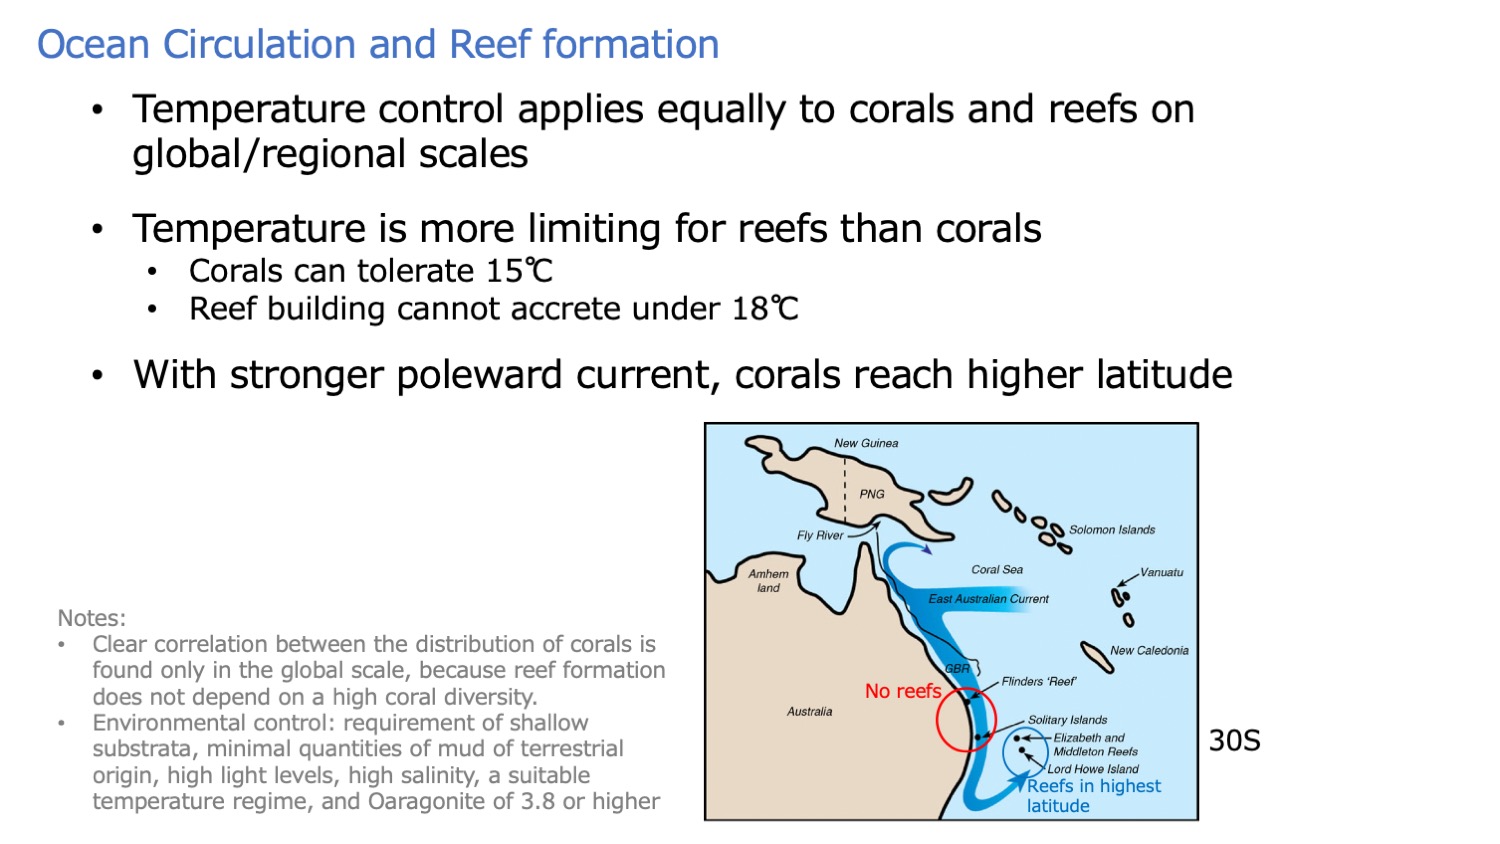 Ocean Circulation and Reef formation
• Temperature control applies equally to corals and reefs on
global/regional scales
• Temperature is more limiting for reefs than corals
• Corals can tolerate 15℃
• Reef building cannot accrete under 18℃
• With stronger poleward current, corals reach higher latitude
Notes:
• Clear correlation between the distribution of corals is
found only in the global scale, because reef formation
does not depend on a high coral diversity.
• Environmental control: requirement of shallow
substrata, minimal quantities of mud of terrestrial
origin, high light levels, high salinity, a suitable
temperature regime, and Oaragonite of 3.8 or higher
New Guinea
PNG
Fly River
Solomon Islands
Amhem
land
Coral Sea
Vanuatu
East Australian Current
New Caledonia
GBR
Flinders ‘Reef’
No reefs
Australia
Solitary Islands
Elizabeth and
Middleton Reefs
Lord Howe Island
Reefs in highest
latitude
30S